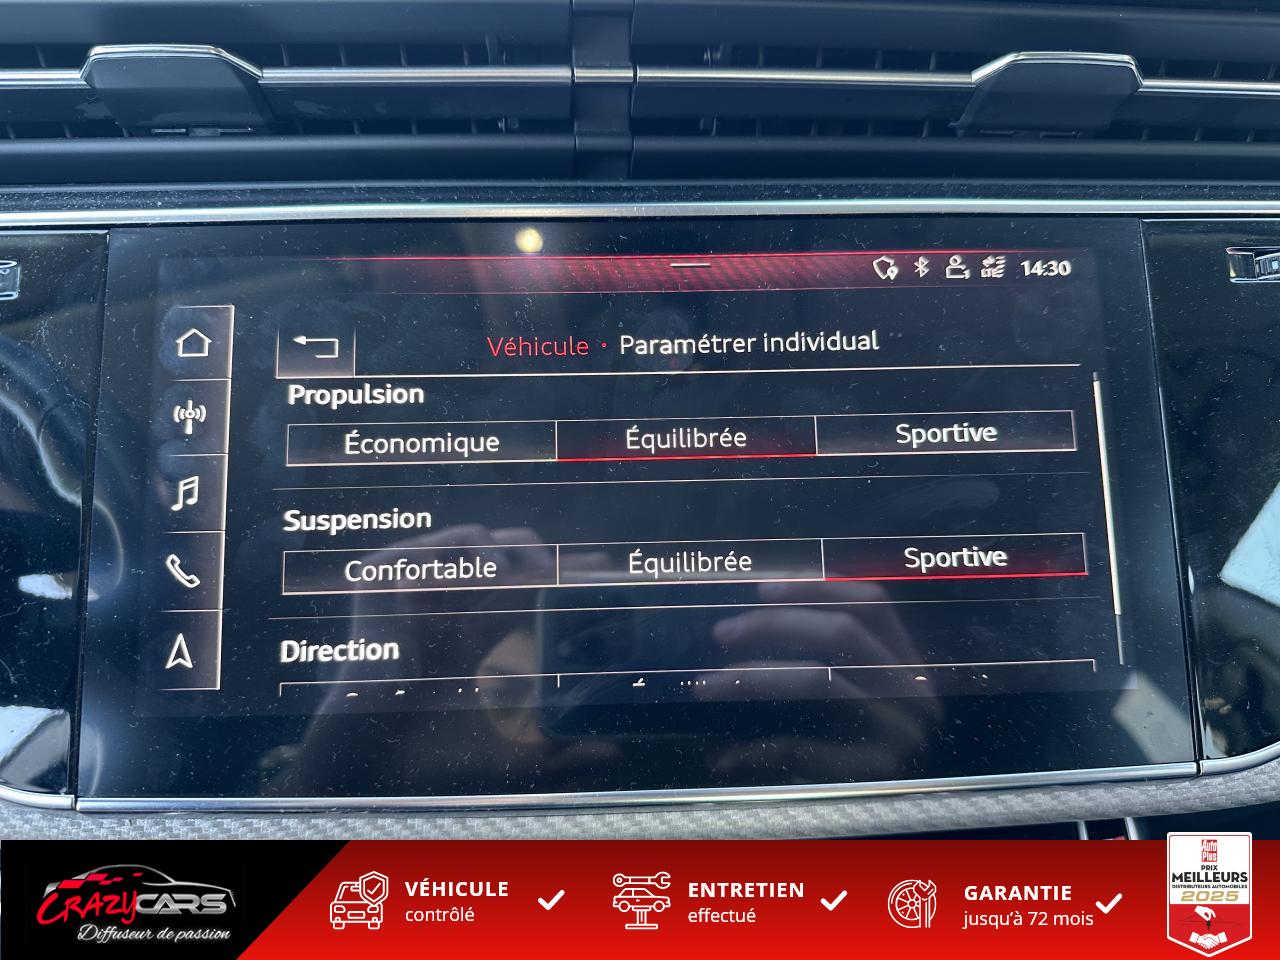 14:30
Véhicule • Paramétrer individual
Propulsion
Économique Équilibrée Sportive
Suspension
Confortable Équilibrée Sportive
Direction
CRAZYCARS
Diffuseur de passion
VÉHICULE
contrôlé
ENTRETIEN
effectué
GARANTIE
jusqu'à 72 mois
Auto Plus
PRIX
MEILLEURS
DISTRIBUTEURS AUTOMOBILES
2025